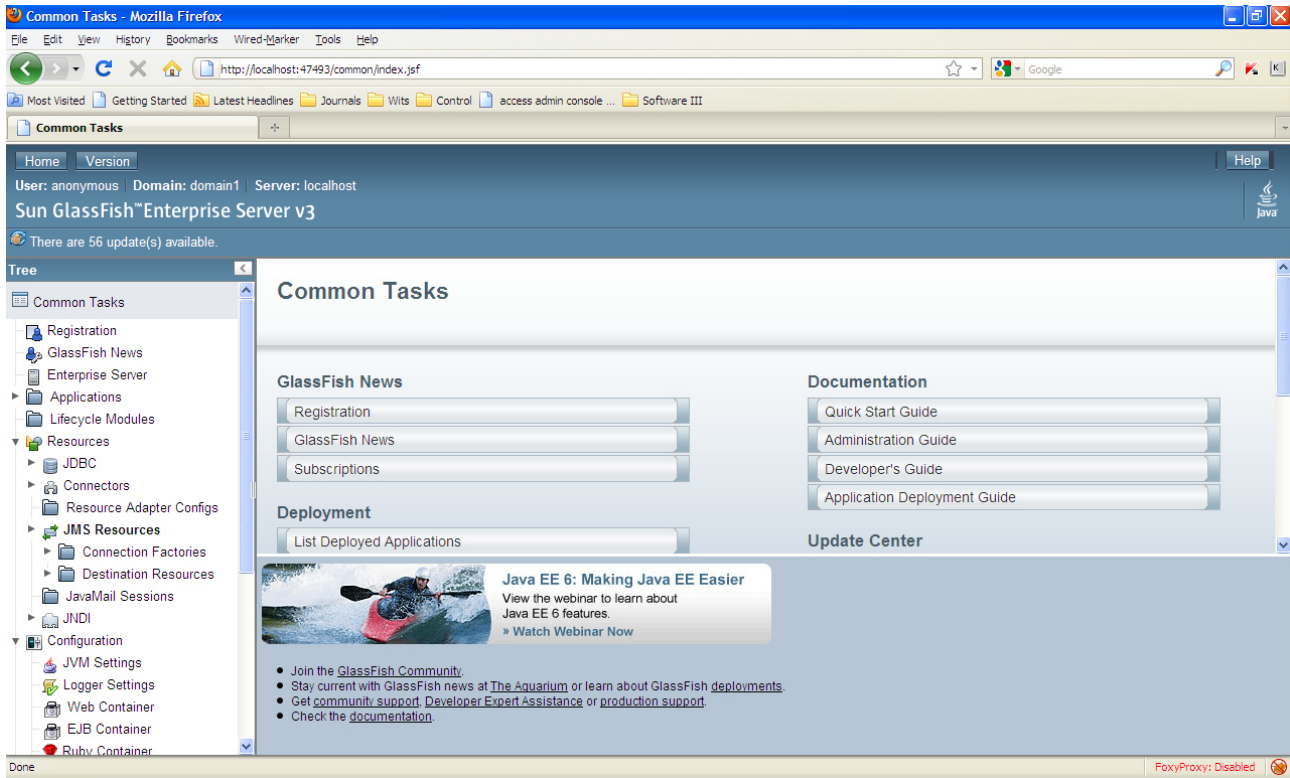 Common Tasks - Mozilla Firefox
File Edit View History Bookmarks Wired-Marker Tools Help
http://localhost:47493/common/index.jsf Google K
Most Visited Getting Started Latest Headlines Journals Wits Control access admin console ... Software III
Common Tasks
Home Version Help
User: anonymous Domain: domain1 Server: localhost
Sun GlassFish™Enterprise Server v3
Java
There are 56 update(s) available.
Tree
Common Tasks
Registration
GlassFish News
Enterprise Server
Applications
Lifecycle Modules
Resources
JDBC
Connectors
Resource Adapter Configs
JMS Resources
Connection Factories
Destination Resources
JavaMail Sessions
JNDI
Configuration
JVM Settings
Logger Settings
Web Container
EJB Container
Ruby Container
Common Tasks
GlassFish News
Registration
GlassFish News
Subscriptions
Deployment
List Deployed Applications
Documentation
Quick Start Guide
Administration Guide
Developer's Guide
Application Deployment Guide
Update Center
Java EE 6: Making Java EE Easier
View the webinar to learn about
Java EE 6 features.
» Watch Webinar Now
Join the GlassFish Community.
Stay current with GlassFish news at The Aquarium or learn about GlassFish deployments.
Get community support, Developer Expert Assistance or production support.
Check the documentation.
Done FoxyProxy: Disabled